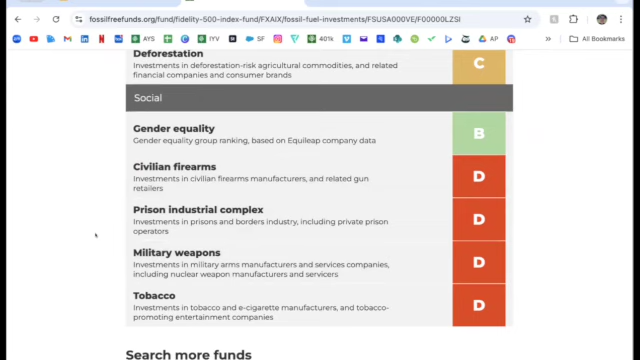 fossilfreefunds.org/fund/fidelity-500-index-fund/FXAIX/fossil-fuel-investments/FSUSA000VE/F00000LZSI
AYS
IYV
SF
401k
AP
All Bookmarks
Deforestation
Investments in deforestation-risk agricultural commodities, and related
financial companies and consumer brands
C
Social
Gender equality
Gender equality group ranking, based on Equileap company data
B
Civilian firearms
Investments in civilian firearms manufacturers, and related gun
retailers
D
Prison industrial complex
Investments in prisons and borders industry, including private prison
operators
D
Military weapons
Investments in military arms manufacturers and services companies,
including nuclear weapon manufacturers and servicers
D
Tobacco
Investments in tobacco and e-cigarette manufacturers, and tobacco-
promoting entertainment companies
D
Search more funds